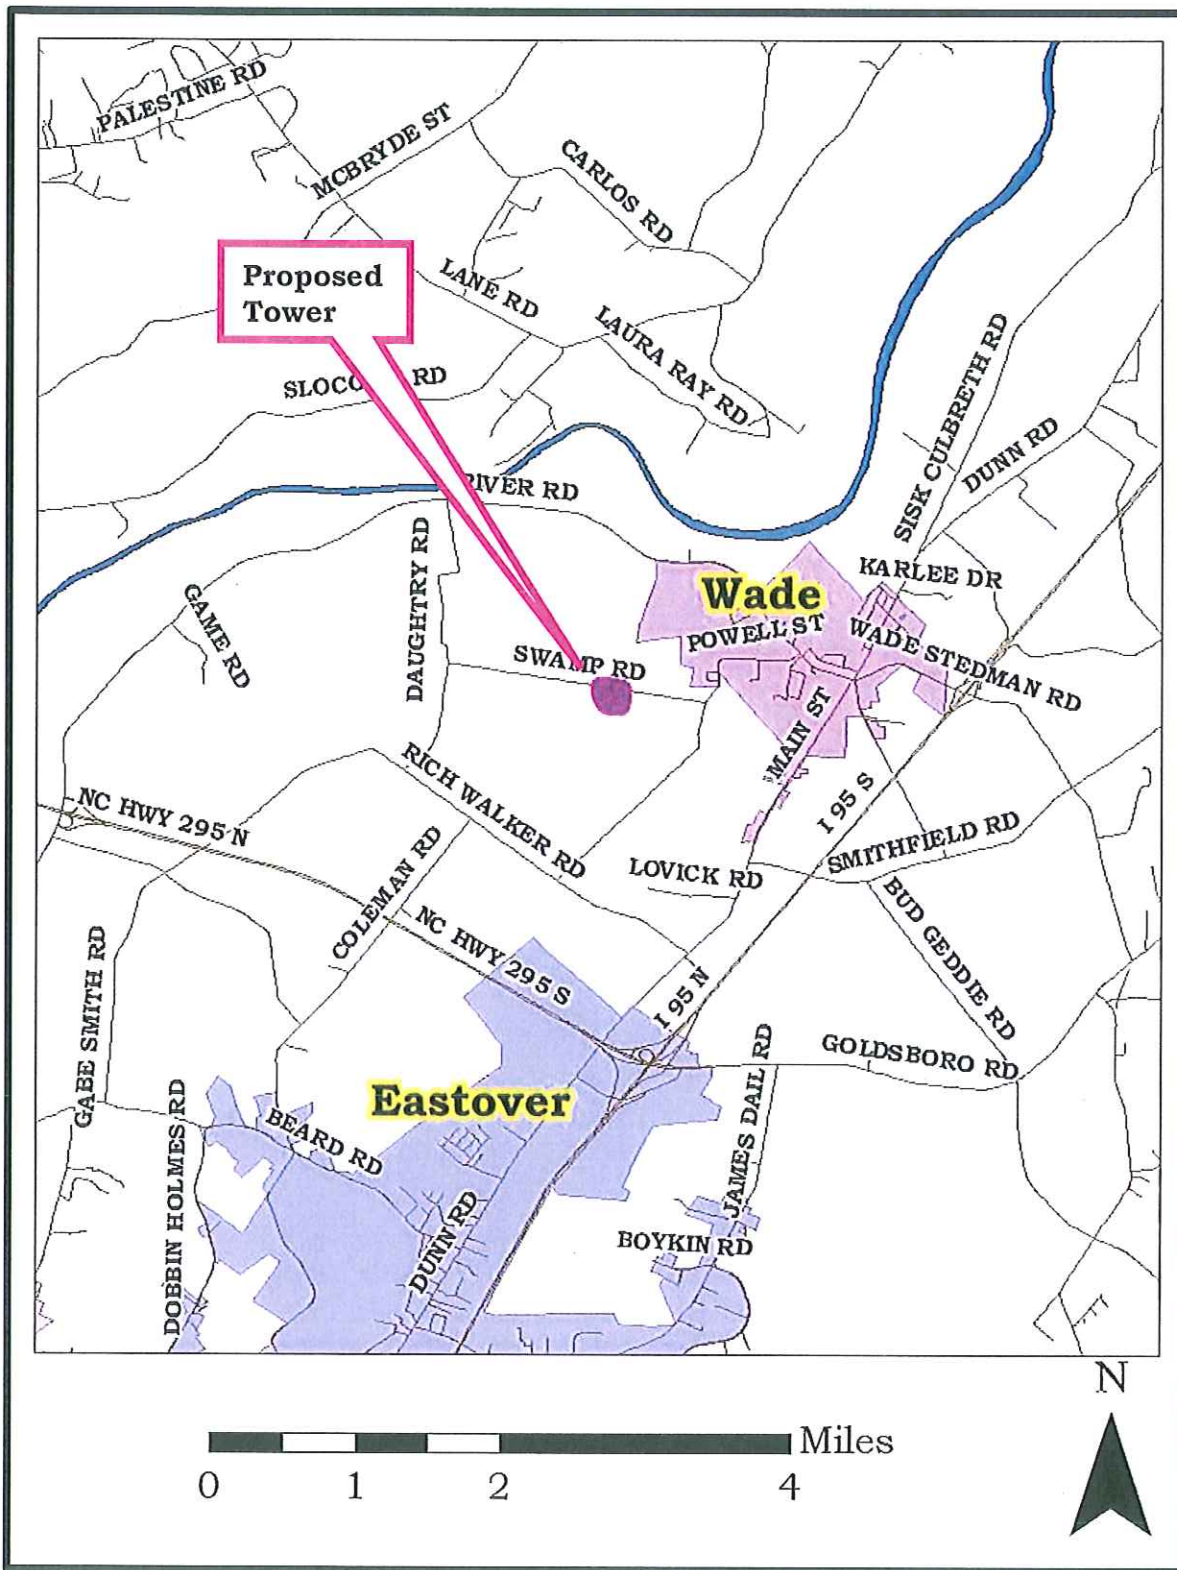 PALESTINE RD
MCBRYDE ST
CARLOS RD
Proposed
Tower
LANE RD
LAURA RAY RD
SLOCO RD
SISK CULBRETH RD
DUNN RD
RIVER RD
DAUGHTRY RD
KARLEE DR
Wade
GAME RD
POWELL ST
WADE STEDMAN RD
SWAMP RD
MAIN ST
RICH WALKER RD
NC HWY 295 N
I 95 S
COLEMAN RD
SMITHFIELD RD
LOVICK RD
BUD GEDDIE RD
NC HWY 295 S
GABE SMITH RD
I 95 N
GOLDSBORO RD
JAMES DAIL RD
Eastover
DOBBIN HOLMES RD
BEARD RD
DUNN RD
BOYKIN RD
N
Miles
0 1 2 4